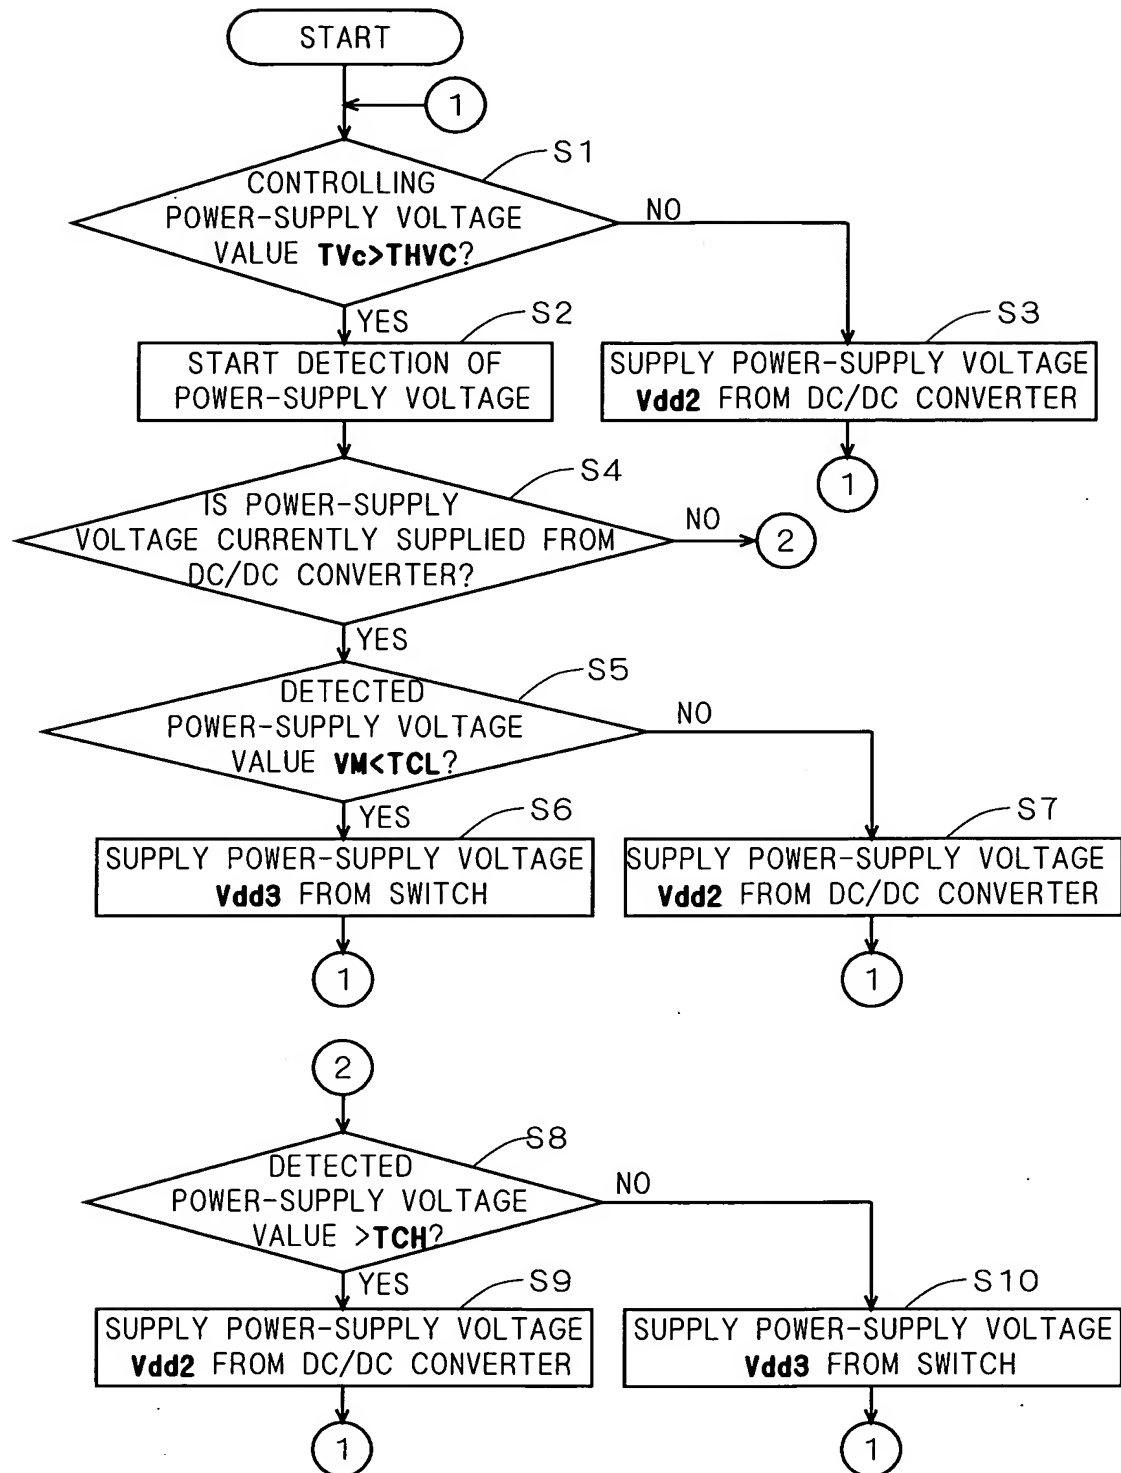 START
1
S1
CONTROLLING
POWER-SUPPLY VOLTAGE
VALUE TVc>THVC?
NO
YES
S2
START DETECTION OF
POWER-SUPPLY VOLTAGE
S3
SUPPLY POWER-SUPPLY VOLTAGE
Vdd2 FROM DC/DC CONVERTER
1
S4
IS POWER-SUPPLY
VOLTAGE CURRENTLY SUPPLIED FROM
DC/DC CONVERTER?
NO
2
YES
S5
DETECTED
POWER-SUPPLY VOLTAGE
VALUE VM<TCL?
NO
YES
S6
SUPPLY POWER-SUPPLY VOLTAGE
Vdd3 FROM SWITCH
1
S7
SUPPLY POWER-SUPPLY VOLTAGE
Vdd2 FROM DC/DC CONVERTER
1
2
S8
DETECTED
POWER-SUPPLY VOLTAGE
VALUE >TCH?
NO
YES
S9
SUPPLY POWER-SUPPLY VOLTAGE
Vdd2 FROM DC/DC CONVERTER
1
S10
SUPPLY POWER-SUPPLY VOLTAGE
Vdd3 FROM SWITCH
1